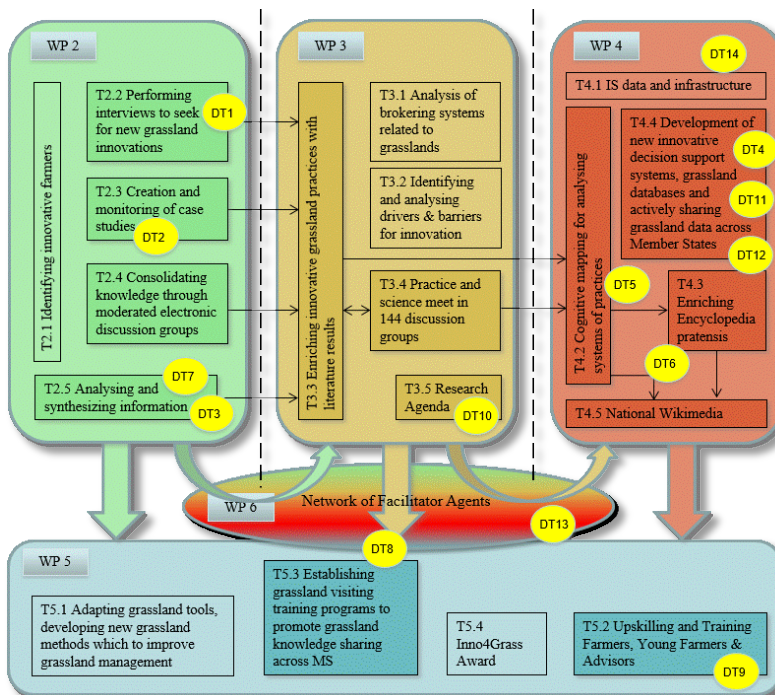 WP 2
T2.1 Identifying innovative farmers
T2.2 Performing
interviews to seek
for new grassland
innovations
DT1
T2.3 Creation and
monitoring of case
studies
DT2
T2.4 Consolidating
knowledge through
moderated electronic
discussion groups
T2.5 Analysing and
synthesizing information
DT7
DT3
WP 3
T3.3 Enriching innovative grassland practices with
literature results
T3.1 Analysis of
brokering systems
related to
grasslands
T3.2 Identifying
and analysing
drivers & barriers
for innovation
T3.4 Practice and
science meet in
144 discussion
groups
T3.5 Research
Agenda
DT10
WP 4
DT14
T4.1 IS data and infrastructure
T4.2 Cognitive mapping for analysing
systems of practices
T4.4 Development of
new innovative
decision support
systems, grassland
databases and
actively sharing
grassland data across
Member States
DT4
DT11
DT12
DT5
T4.3
Enriching
Encyclopedia
pratensis
DT6
T4.5 National Wikimedia
Network of Facilitator Agents
WP 6
DT13
WP 5
DT8
T5.1 Adapting grassland tools,
developing new grassland
methods which to improve
grassland management
T5.3 Establishing
grassland visiting
training programs to
promote grassland
knowledge sharing
across MS
T5.4
Inno4Grass
Award
T5.2 Upskilling and Training
Farmers, Young Farmers &
Advisors
DT9